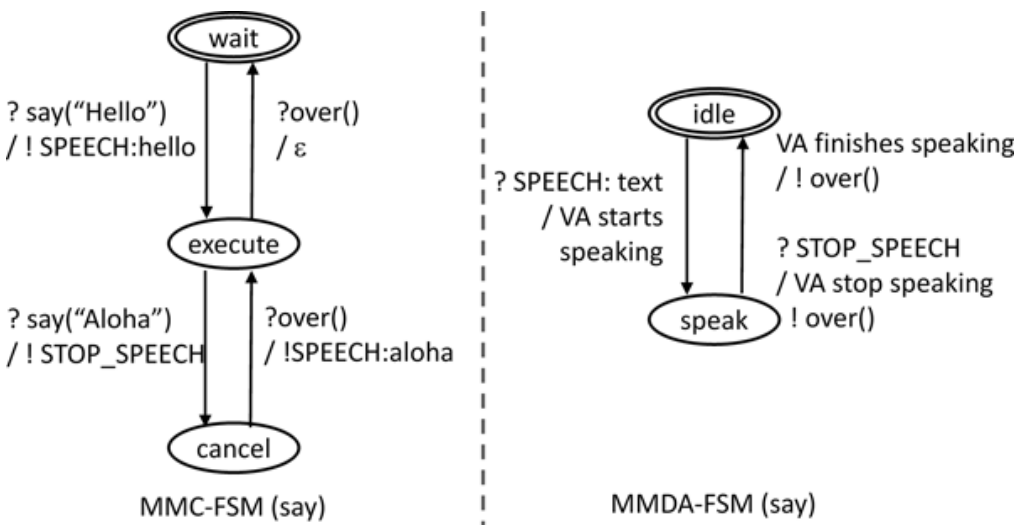 wait
? say(“Hello”)
/ ! SPEECH:hello
?over()
/ ε
execute
? say(“Aloha”)
/ ! STOP_SPEECH
?over()
/ !SPEECH:aloha
cancel
MMC-FSM (say)
idle
? SPEECH: text
/ VA starts
speaking
VA finishes speaking
/ ! over()
? STOP_SPEECH
/ VA stop speaking
! over()
speak
MMDA-FSM (say)